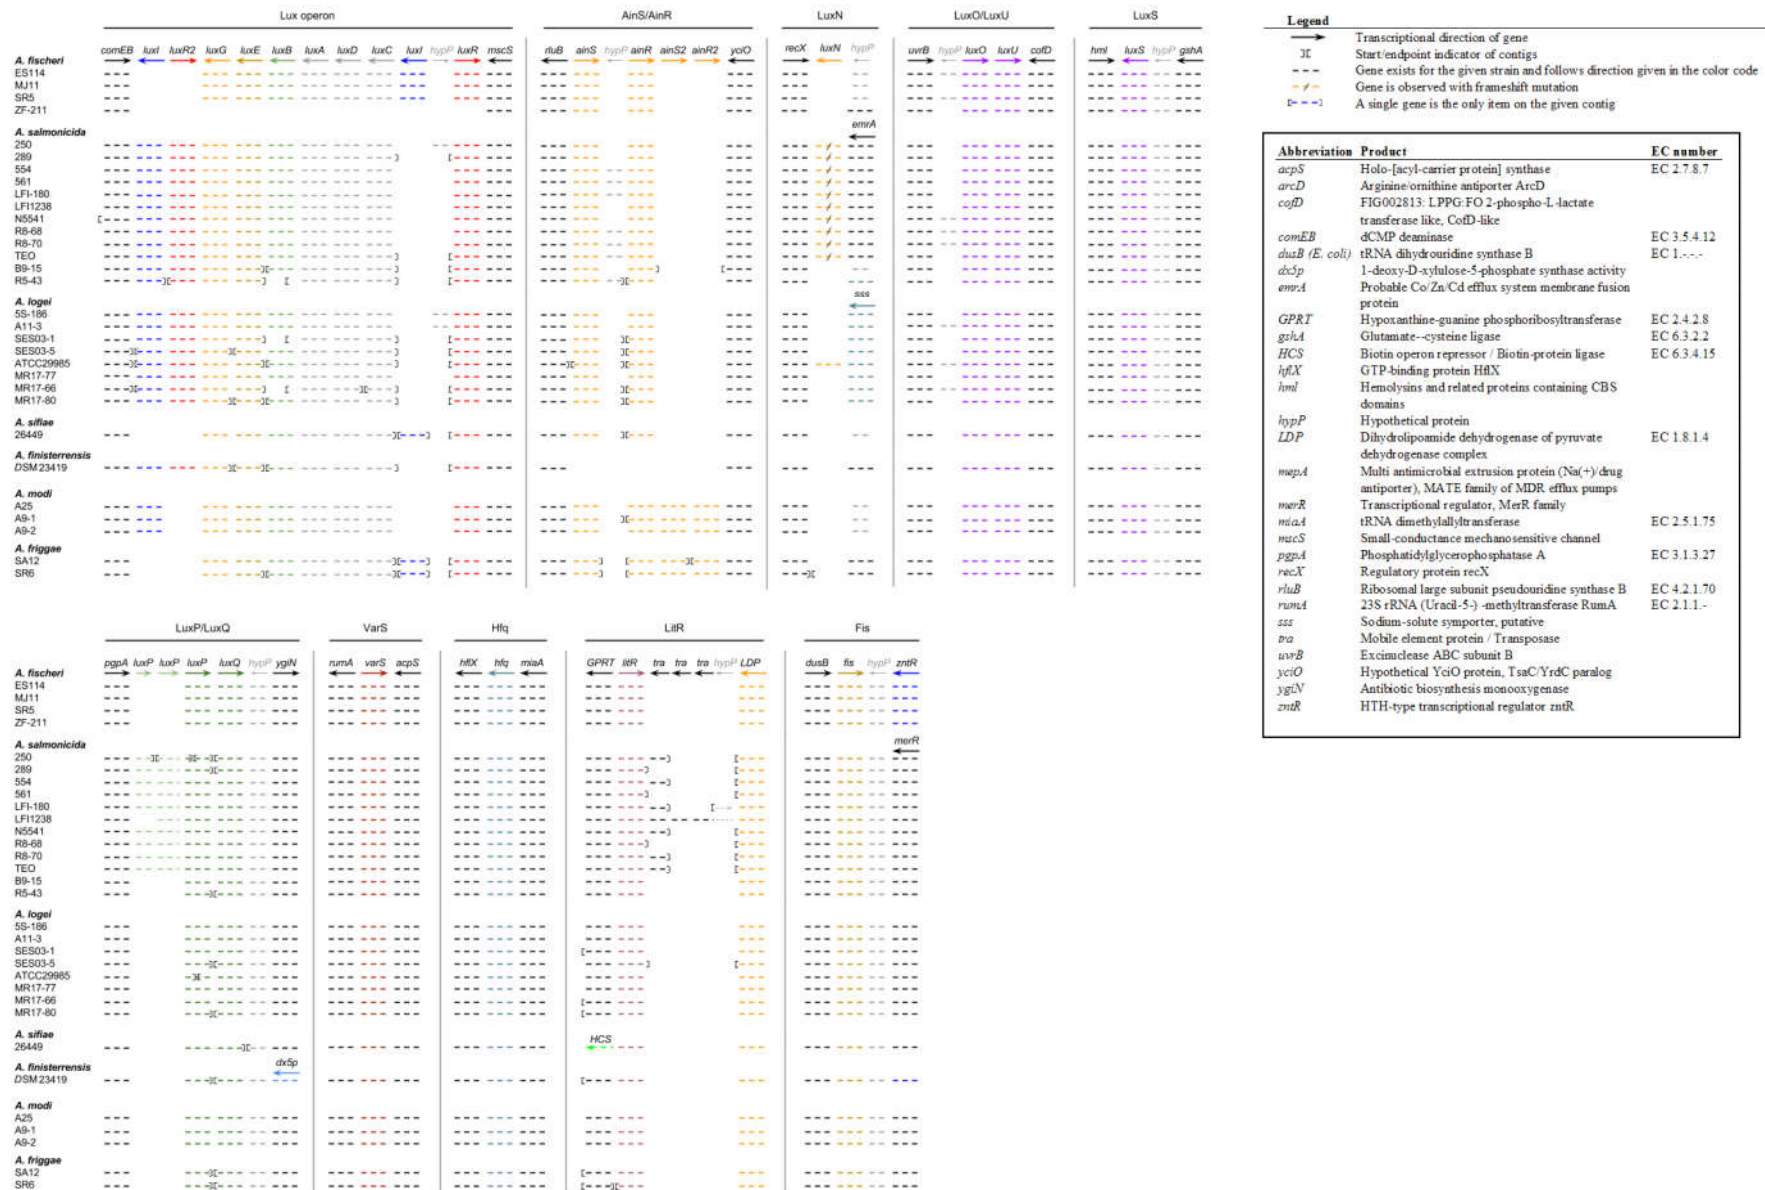 Lux operon AinS/AinR LuxN LuxO/LuxU LuxS
comEB luxI luxR2 luxG luxE luxB luxA luxD luxC luxI hypP luxR mscS rluB ainS hypP ainR ainS2 ainR2 yciO recX luxN hypP uvrB hypP luxO luxU cofD hml luxS hypP gshA
A. fischeri
ES114
MJ11
SR5
ZF-211
A. salmonicida emrA
250
289
554
561
LFI-180
LFI1238
N5541
R8-68
R8-70
TEO
B9-15
R5-43
A. logei sss
5S-186
A11-3
SES03-1
SES03-5
ATCC29985
MR17-77
MR17-66
MR17-80
A. sifiae
26449
A. finisterrensis
DSM23419
A. modi
A25
A9-1
A9-2
A. friggae
SA12
SR6
LuxP/LuxQ VarS Hfq LitR Fis
pgpA luxP luxP luxP luxQ hypP ygiN rumA varS acpS hflX hfq miaA GPRT litR tra tra tra hypP LDP dusB fis hypP zntR
A. fischeri
ES114
MJ11
SR5
ZF-211
A. salmonicida merR
250
289
554
561
LFI-180
LFI1238
N5541
R8-68
R8-70
TEO
B9-15
R5-43
A. logei
5S-186
A11-3
SES03-1
SES03-5
ATCC29985
MR17-77
MR17-66
MR17-80
A. sifiae HCS
26449
A. finisterrensis dx5p
DSM23419
A. modi
A25
A9-1
A9-2
A. friggae
SA12
SR6
Legend
Transcriptional direction of gene
Start/endpoint indicator of contigs
Gene exists for the given strain and follows direction given in the color code
Gene is observed with frameshift mutation
A single gene is the only item on the given contig
Abbreviation Product EC number
acpS Holo-[acyl-carrier protein] synthase EC 2.7.8.7
arcD Arginine/ornithine antiporter ArcD
cofD FIG002813: LPPG:FO 2-phospho-L-lactate
transferase like, CofD-like
comEB dCMP deaminase EC 3.5.4.12
dusB (E. coli) tRNA dihydrouridine synthase B EC 1.-.-.-
dx5p 1-deoxy-D-xylulose-5-phosphate synthase activity
emrA Probable Co/Zn/Cd efflux system membrane fusion
protein
GPRT Hypoxanthine-guanine phosphoribosyltransferase EC 2.4.2.8
gshA Glutamate--cysteine ligase EC 6.3.2.2
HCS Biotin operon repressor / Biotin-protein ligase EC 6.3.4.15
hflX GTP-binding protein HflX
hml Hemolysins and related proteins containing CBS
domains
hypP Hypothetical protein
LDP Dihydrolipoamide dehydrogenase of pyruvate EC 1.8.1.4
dehydrogenase complex
mepA Multi antimicrobial extrusion protein (Na(+)/drug
antiporter), MATE family of MDR efflux pumps
merR Transcriptional regulator, MerR family
miaA tRNA dimethylallyltransferase EC 2.5.1.75
mscS Small-conductance mechanosensitive channel
pgpA Phosphatidylglycerophosphatase A EC 3.1.3.27
recX Regulatory protein recX
rluB Ribosomal large subunit pseudouridine synthase B EC 4.2.1.70
rumA 23S rRNA (Uracil-5-) -methyltransferase RumA EC 2.1.1.-
sss Sodium-solute symporter, putative
tra Mobile element protein / Transposase
uvrB Excinuclease ABC subunit B
yciO Hypothetical YciO protein, TsaC/YrdC paralog
ygiN Antibiotic biosynthesis monooxygenase
zntR HTH-type transcriptional regulator zntR